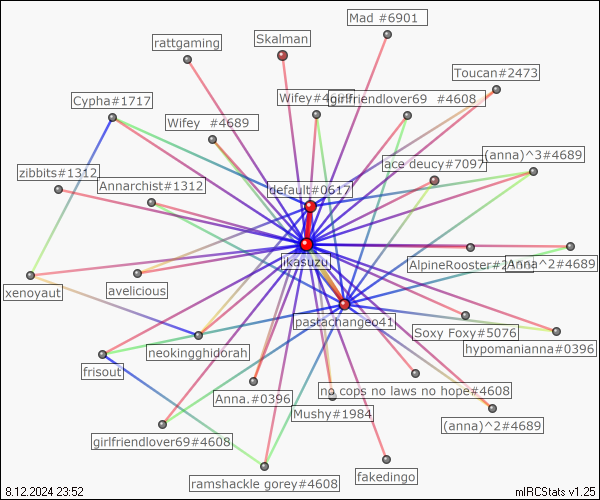 Mad #6901
rattgaming
Skalman
Toucan#2473
Cypha#1717
Wifey
girlfriendlover69 #4608
Wifey #4689
ace deucy#7097
(anna)^3#4689
zibbits#1312
Annarchist#1312
default#0617
ikasuzu
AlpineRooster#
Anna^2#4689
xenoyaut
avelicious
pastachangeo41
Soxy Foxy#5076
neokingghidorah
hypomanianna#0396
frisout
Anna.#0396
no cops no laws no hope#4608
Mushy#1984
(anna)^2#4689
girlfriendlover69#4608
ramshackle gorey#4608
fakedingo
8.12.2024 23:52
mIRCStats v1.25